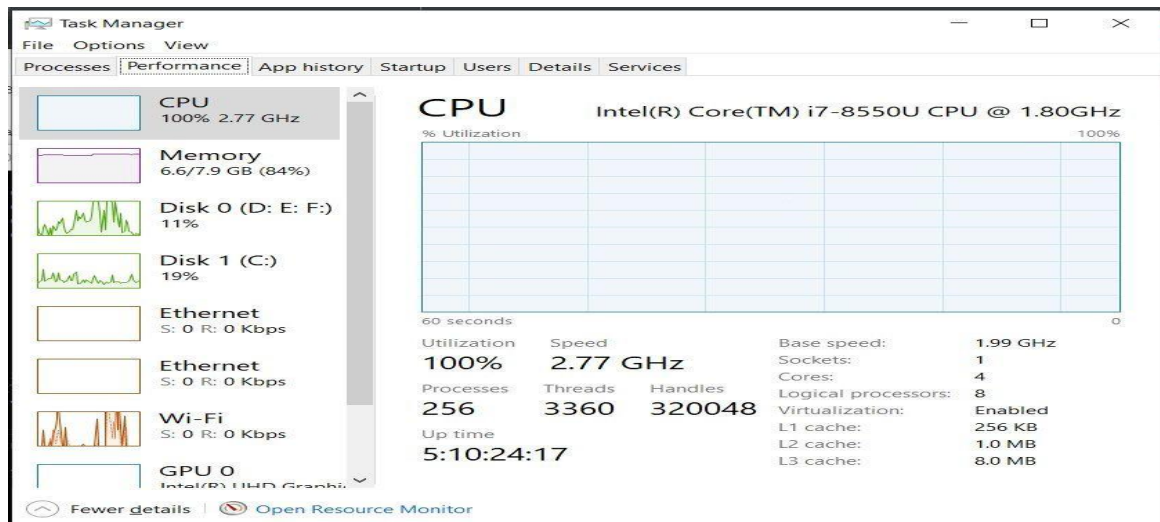 Task Manager
File Options View
Processes Performance App history Startup Users Details Services
CPU
100% 2.77 GHz
Memory
6.6/7.9 GB (84%)
Disk 0 (D: E: F:)
11%
Disk 1 (C:)
19%
Ethernet
S: 0 R: 0 Kbps
Ethernet
S: 0 R: 0 Kbps
Wi-Fi
S: 0 R: 0 Kbps
GPU 0
Intel(R) UHD Graphi
CPU Intel(R) Core(TM) i7-8550U CPU @ 1.80GHz
% Utilization 100%
60 seconds 0
Utilization Speed
100% 2.77 GHz
Processes Threads Handles
256 3360 320048
Up time
5:10:24:17
Base speed: 1.99 GHz
Sockets: 1
Cores: 4
Logical processors: 8
Virtualization: Enabled
L1 cache: 256 KB
L2 cache: 1.0 MB
L3 cache: 8.0 MB
Fewer details Open Resource Monitor